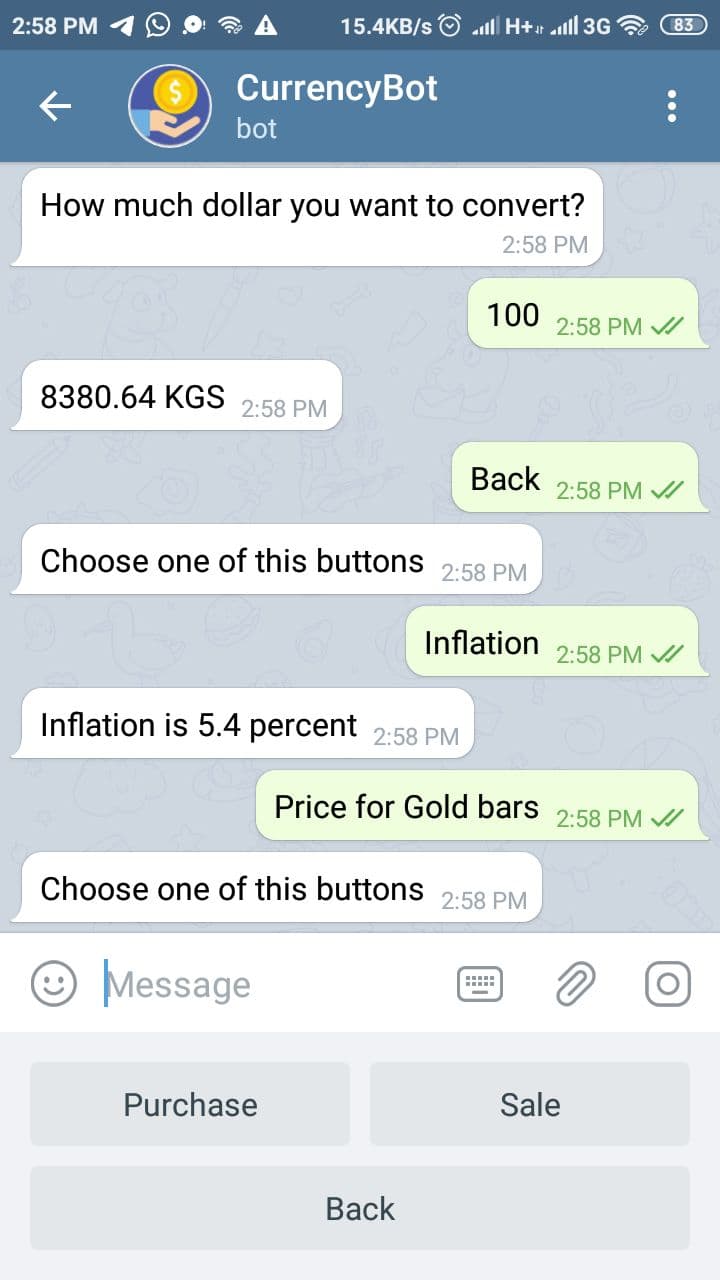 2:58 PM
15.4KB/s H+ 3G 83
CurrencyBot
bot
How much dollar you want to convert?
2:58 PM
100 2:58 PM
8380.64 KGS 2:58 PM
Back 2:58 PM
Choose one of this buttons 2:58 PM
Inflation 2:58 PM
Inflation is 5.4 percent 2:58 PM
Price for Gold bars 2:58 PM
Choose one of this buttons 2:58 PM
Message
Purchase
Sale
Back